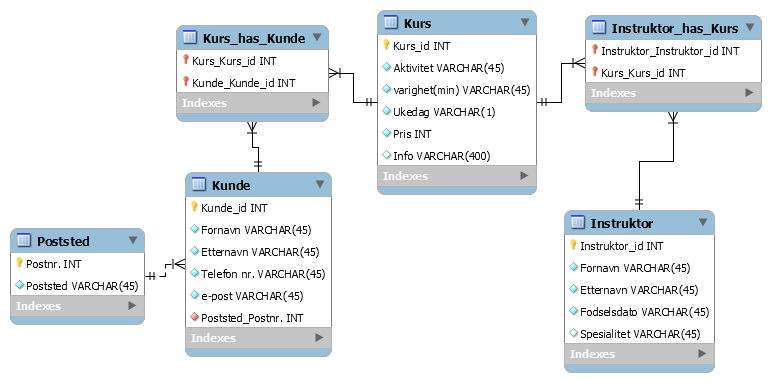 Kurs_has_Kunde
Kurs_Kurs_id INT
Kunde_Kunde_id INT
Indexes
Kurs
Kurs_id INT
Aktivitet VARCHAR(45)
varighet(min) VARCHAR(45)
Ukedag VARCHAR(1)
Pris INT
Info VARCHAR(400)
Indexes
Instruktor_has_Kurs
Instruktor_Instruktor_id INT
Kurs_Kurs_id INT
Indexes
Poststed
Postnr. INT
Poststed VARCHAR(45)
Indexes
Kunde
Kunde_id INT
Fornavn VARCHAR(45)
Etternavn VARCHAR(45)
Telefon nr. VARCHAR(45)
e-post VARCHAR(45)
Poststed_Postnr. INT
Indexes
Instruktor
Instruktor_id INT
Fornavn VARCHAR(45)
Etternavn VARCHAR(45)
Fodselsdato VARCHAR(45)
Spesialitet VARCHAR(45)
Indexes